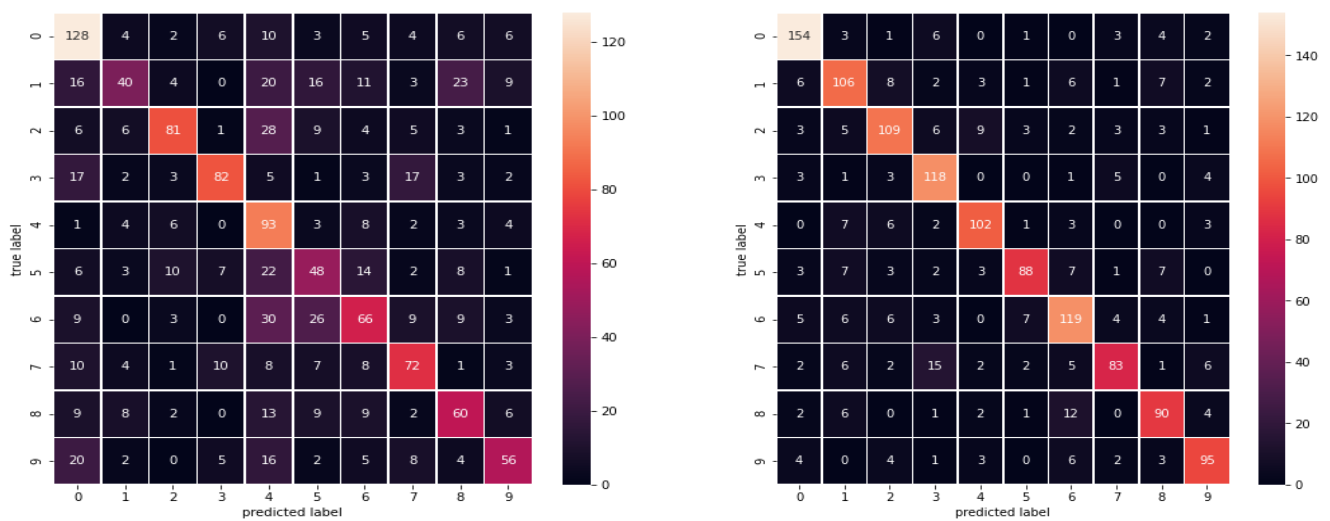 0 128 4 2 6 10 3 5 4 6 6
1 16 40 4 0 20 16 11 3 23 9
2 6 6 81 1 28 9 4 5 3 1
3 17 2 3 82 5 1 3 17 3 2
4 1 4 6 0 93 3 8 2 3 4
5 6 3 10 7 22 48 14 2 8 1
6 9 0 3 0 30 26 66 9 9 3
7 10 4 1 10 8 7 8 72 1 3
8 9 8 2 0 13 9 9 2 60 6
9 20 2 0 5 16 2 5 8 4 56
0 1 2 3 4 5 6 7 8 9
predicted label
true label
120
100
80
60
40
20
0
0 154 3 1 6 0 1 0 3 4 2
1 6 106 8 2 3 1 6 1 7 2
2 3 5 109 6 9 3 2 3 3 1
3 3 1 3 118 0 0 1 5 0 4
4 0 7 6 2 102 1 3 0 0 3
5 3 7 3 2 3 88 7 1 7 0
6 5 6 6 3 0 7 119 4 4 1
7 2 6 2 15 2 2 5 83 1 6
8 2 6 0 1 2 1 12 0 90 4
9 4 0 4 1 3 0 6 2 3 95
0 1 2 3 4 5 6 7 8 9
predicted label
true label
140
120
100
80
60
40
20
0